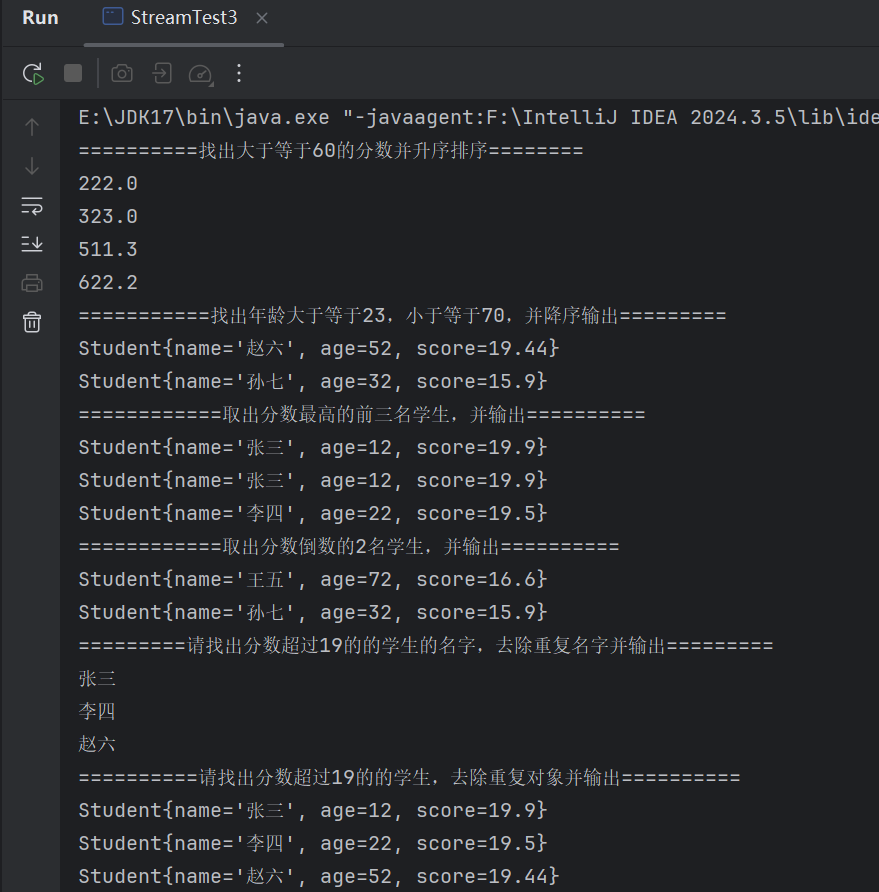 Run
StreamTest3
E:\JDK17\bin\java.exe "-javaagent:F:\IntelliJ IDEA 2024.3.5\lib\ide
==========找出大于等于60的分数并升序排序========
222.0
323.0
511.3
622.2
===========找出年龄大于等于23，小于等于70，并降序输出=========
Student{name='赵六', age=52, score=19.44}
Student{name='孙七', age=32, score=15.9}
============取出分数最高的前三名学生，并输出==========
Student{name='张三', age=12, score=19.9}
Student{name='张三', age=12, score=19.9}
Student{name='李四', age=22, score=19.5}
============取出分数倒数的2名学生，并输出==========
Student{name='王五', age=72, score=16.6}
Student{name='孙七', age=32, score=15.9}
=========请找出分数超过19的的学生的名字，去除重复名字并输出=========
张三
李四
赵六
==========请找出分数超过19的的学生，去除重复对象并输出==========
Student{name='张三', age=12, score=19.9}
Student{name='李四', age=22, score=19.5}
Student{name='赵六', age=52, score=19.44}